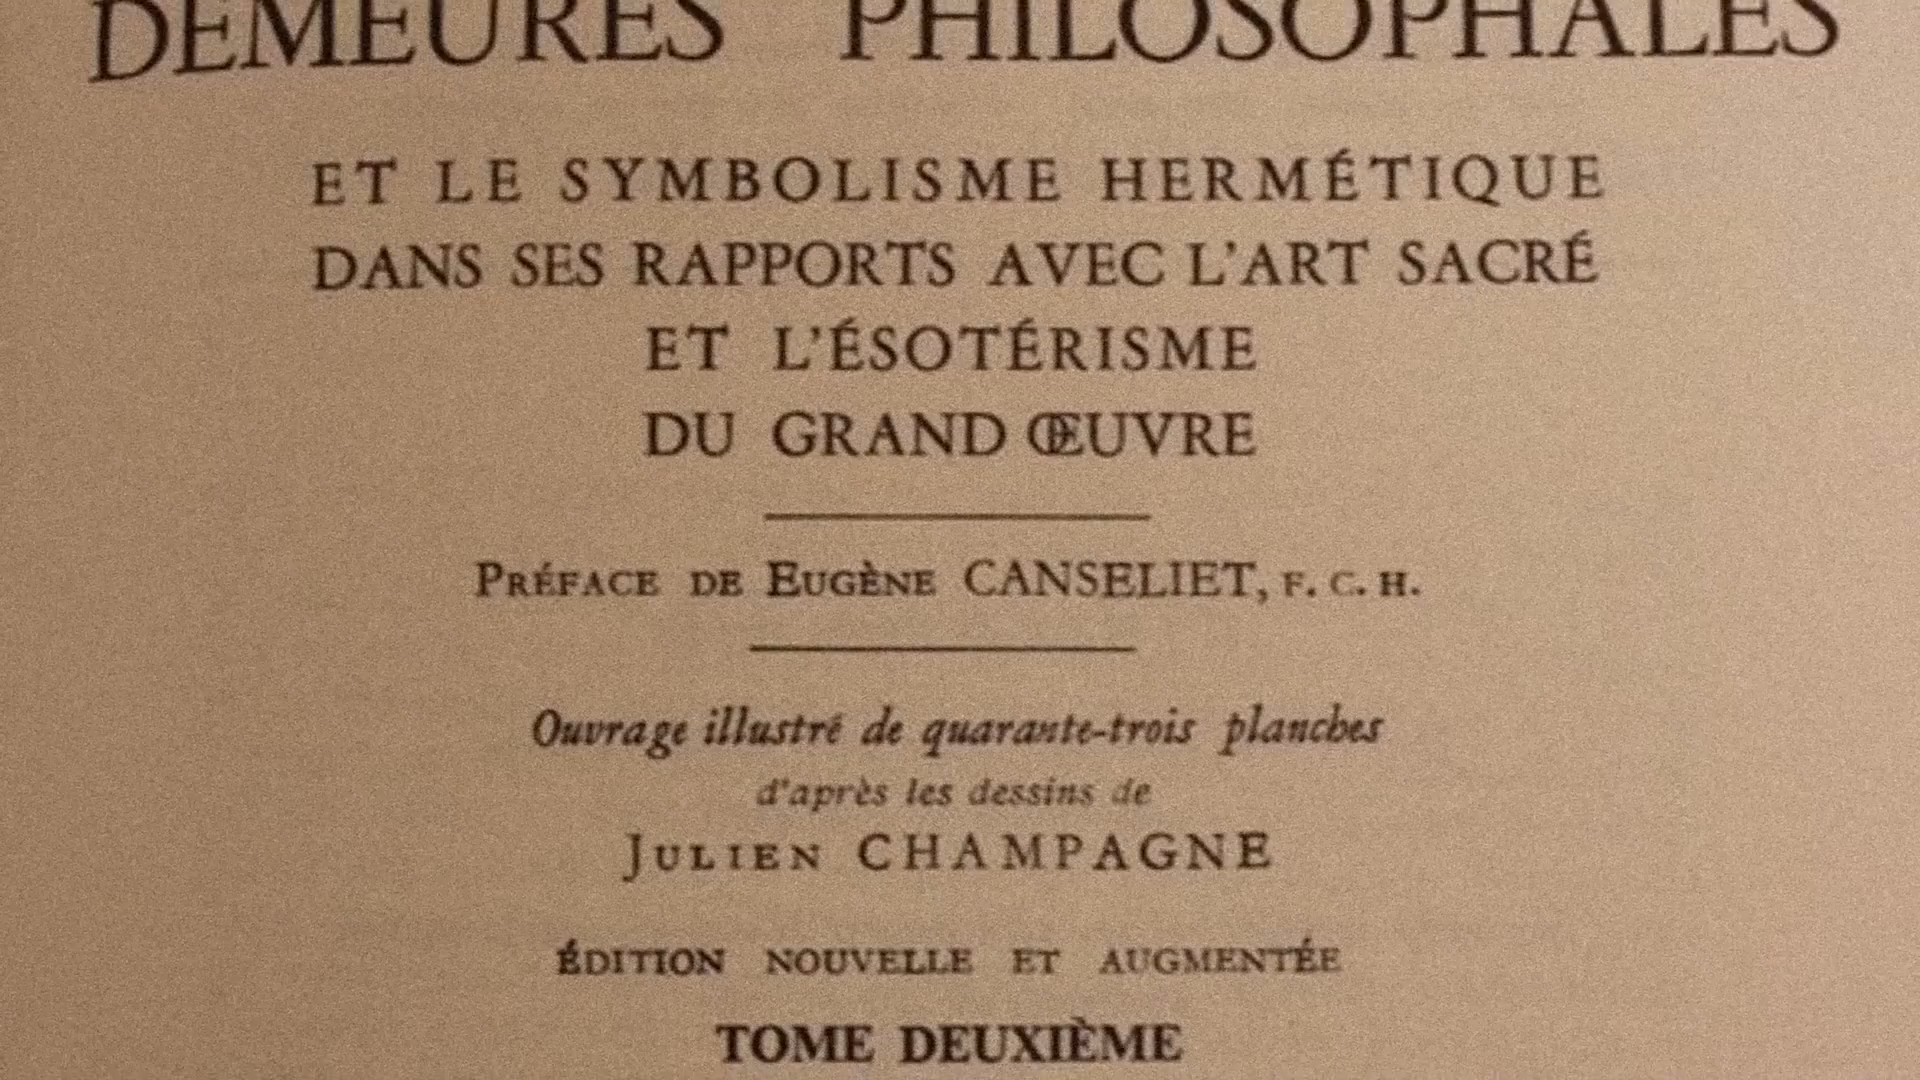 DEMEURES PHILOSOPHALES
ET LE SYMBOLISME HERMÉTIQUE
DANS SES RAPPORTS AVEC L'ART SACRÉ
ET L'ÉSOTÉRISME
DU GRAND ŒUVRE
PRÉFACE DE EUGÈNE CANSELIET, F. C. H.
Ouvrage illustré de quarante-trois planches
d'après les dessins de
JULIEN CHAMPAGNE
ÉDITION NOUVELLE ET AUGMENTÉE
TOME DEUXIÈME